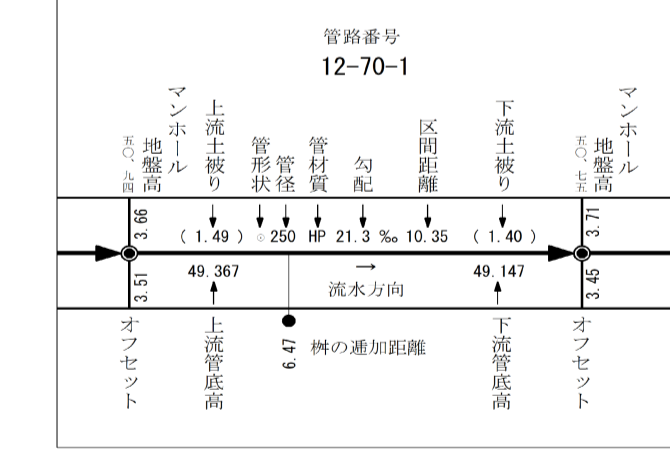 管路番号
12-70-1
マンホール
地盤高
五〇、九四
上流土被り
管形状
管径
管材質
勾配
区間距離
下流土被り
マンホール
地盤高
五〇、七五
3.66
( 1.49 ) 250 HP 21.3 ‰ 10.35 ( 1.40 )
3.71
3.51
49.367
→
流水方向
49.147
3.45
オフセット
上流管底高
6.47
桝の逓加距離
下流管底高
オフセット